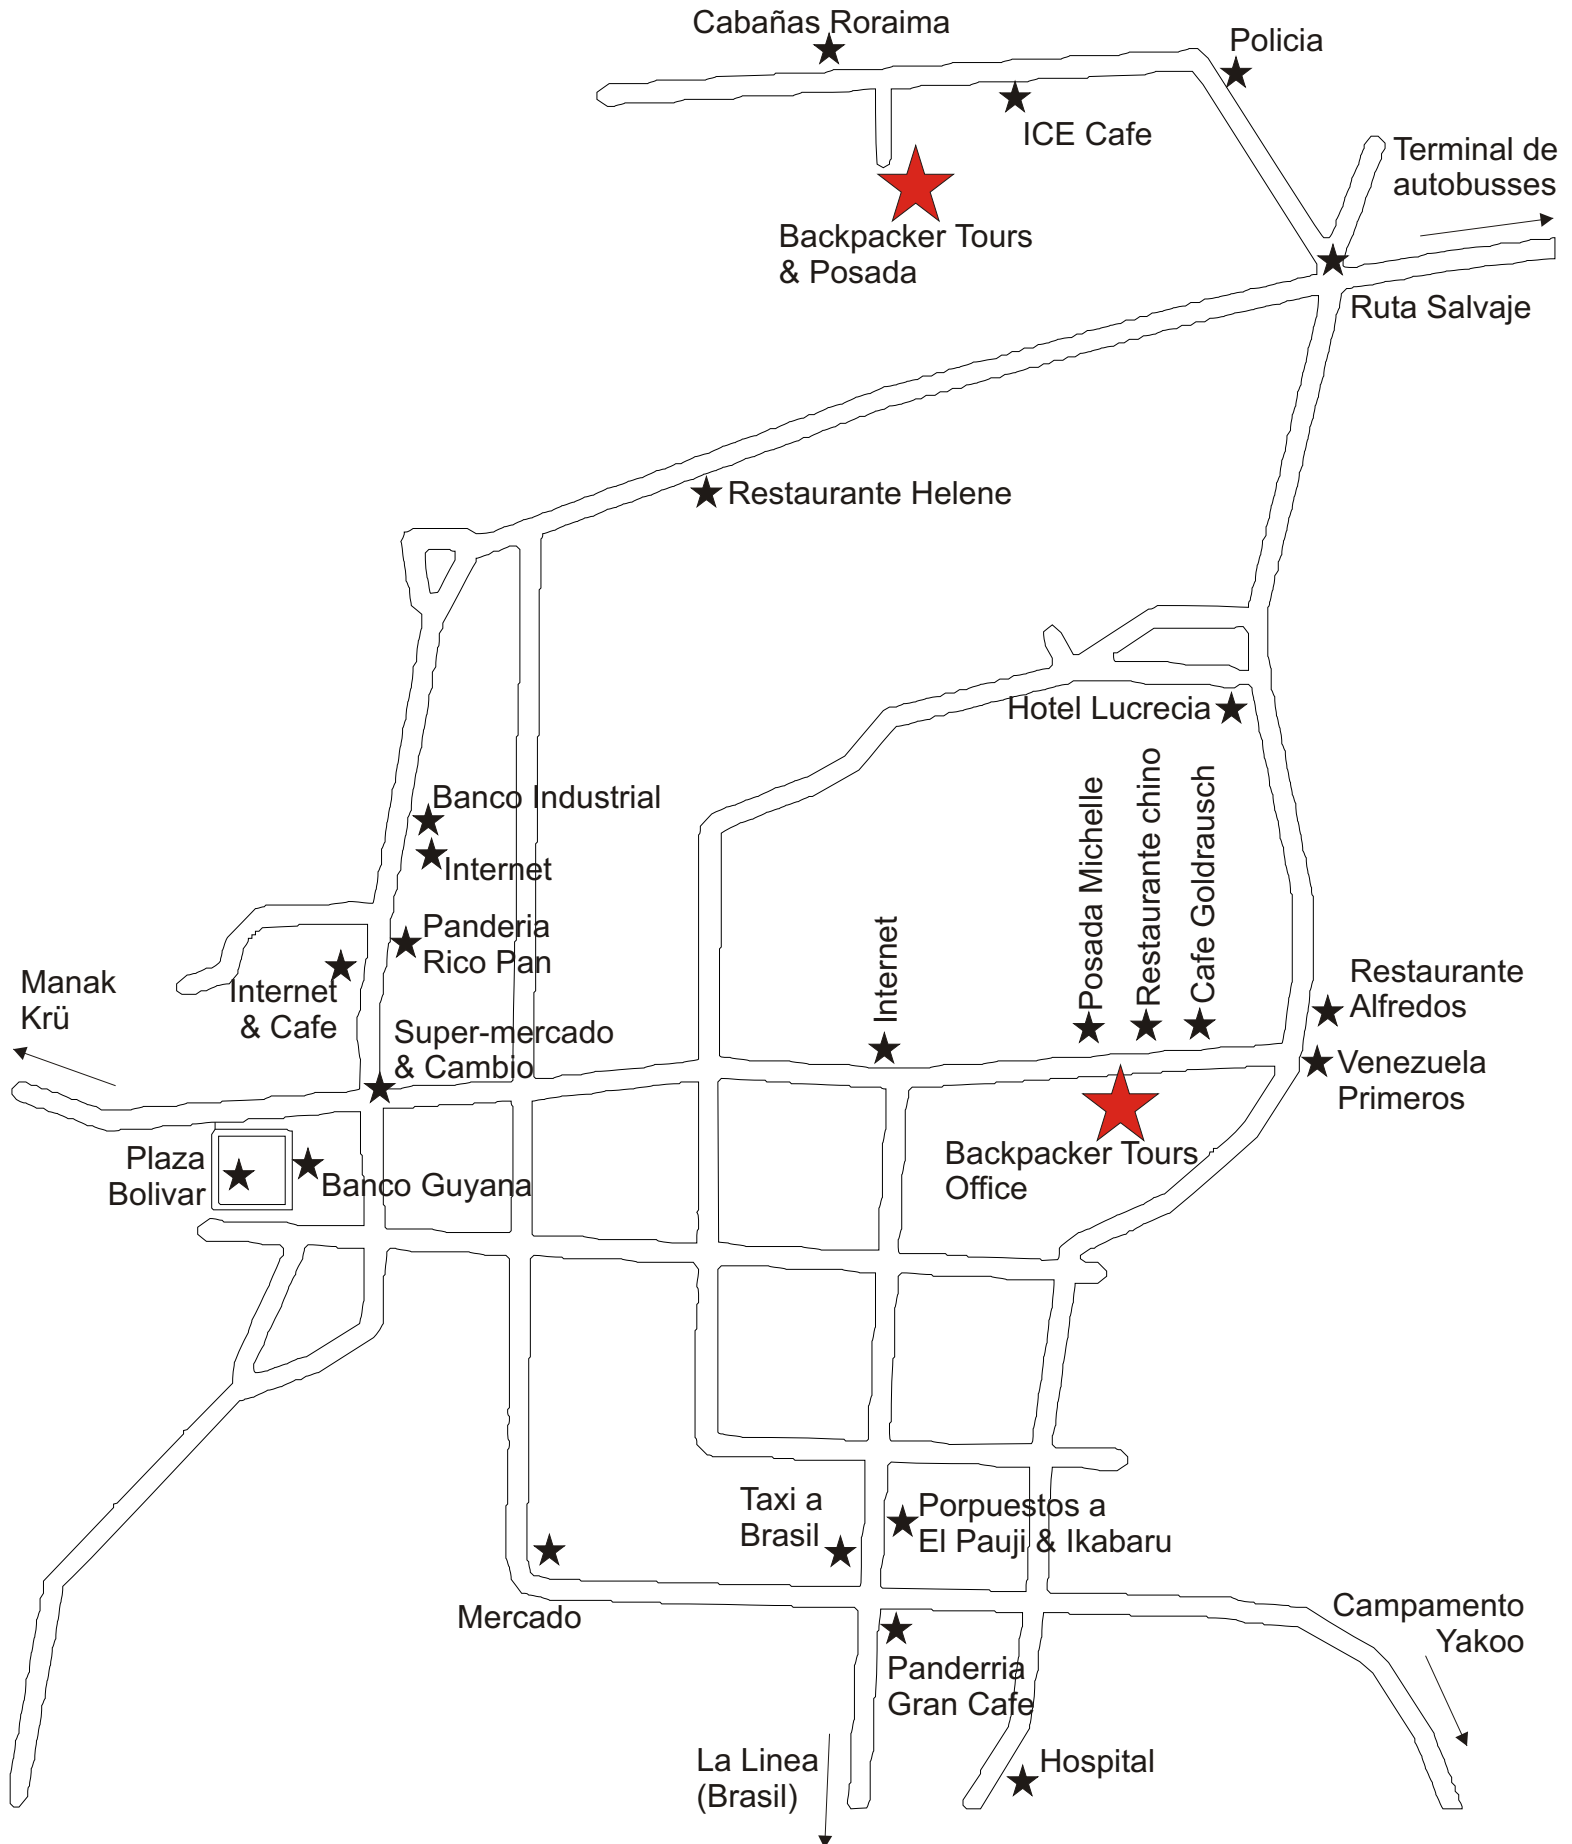 Cabañas Roraima
Policia
ICE Cafe
Terminal de
autobusses
Backpacker Tours
& Posada
Ruta Salvaje
Restaurante Helene
Hotel Lucrecia
Banco Industrial
Internet
Posada Michelle
Restaurante chino
Cafe Goldrausch
Internet
Panderia
Rico Pan
Manak
Krü
Internet
& Cafe
Restaurante
Alfredos
Super-mercado
& Cambio
Venezuela
Primeros
Plaza
Bolivar
Banco Guyana
Backpacker Tours
Office
Taxi a
Brasil
Porpuestos a
El Pauji & Ikabaru
Mercado
Campamento
Yakoo
Panderria
Gran Cafe
La Linea
(Brasil)
Hospital